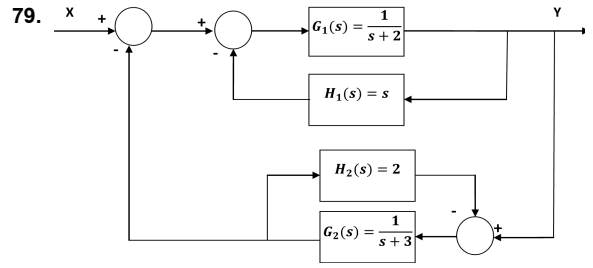 79.
X
Y
+
-
+
-
G₁(s) = 1/(s + 2)
H₁(s) = s
H₂(s) = 2
-
+
G₂(s) = 1/(s + 3)